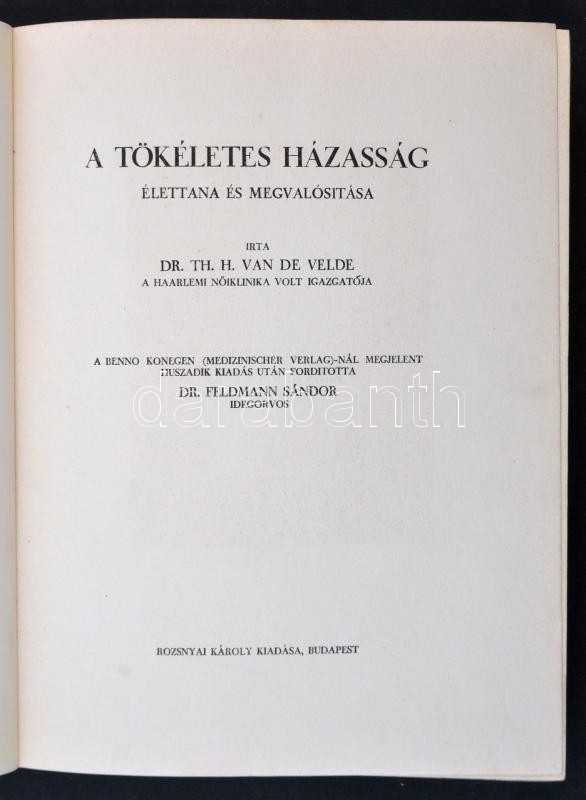 A TÖKÉLETES HÁZASSÁG
ÉLETTANA ÉS MEGVALÓSITÁSA
IRTA
DR. TH. H. VAN DE VELDE
A HAARLEMI NŐIKLINIKA VOLT IGAZGATÓJA
A BENNO KONEGEN (MEDIZINISCHER VERLAG)-NÁL MEGJELENT
HUSZADIK KIADÁS UTÁN FORDITOTTA
DR. FELDMANN SÁNDOR
IDEGORVOS
darabanth
ROZSNYAI KÁROLY KIADÁSA, BUDAPEST